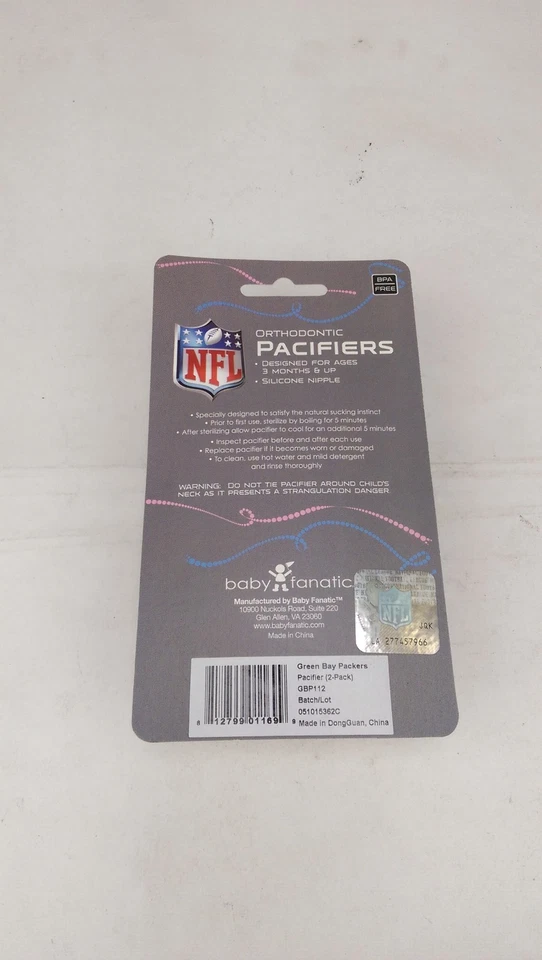 BPA
FREE
NFL
ORTHODONTIC
PACIFIERS
• DESIGNED FOR AGES
3 MONTHS & UP
• SILICONE NIPPLE
• Specially designed to satisfy the natural sucking instinct
• Prior to first use, sterilize by boiling for 5 minutes
• After sterilizing allow pacifier to cool for an additional 5 minutes
• Inspect pacifier before and after each use
• Replace pacifier if it becomes worn or damaged
• To clean, use hot water and mild detergent
and rinse thoroughly
WARNING: DO NOT TIE PACIFIER AROUND CHILD'S
NECK AS IT PRESENTS A STRANGULATION DANGER
baby fanatic
Manufactured by Baby Fanatic™
10900 Nuckols Road, Suite 220
Glen Allen, VA 23060
www.babyfanatic.com
Made in China
NFL
JQK
277457966
Green Bay Packers
Pacifier (2-Pack)
GBP112
Batch/Lot
051015362C
Made in DongGuan, China
8 12799 01169 9